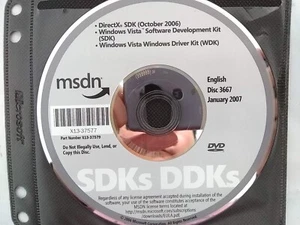 • DirectX® SDK (October 2006)
• Windows Vista™ Software Development Kit
(SDK)
• Windows Vista Windows Driver Kit (WDK)
msdn
English
Disc 3667
January 2007
X13-37577
Part Number X13-37579
Do Not Illegally Use, Lend, or
Copy this Disc.
DVD
SDKs DDKs
Regardless of any license agreement accepted during installation of the
software, your use of the software constitutes acceptance of the
MSDN license terms located at
Microsoft